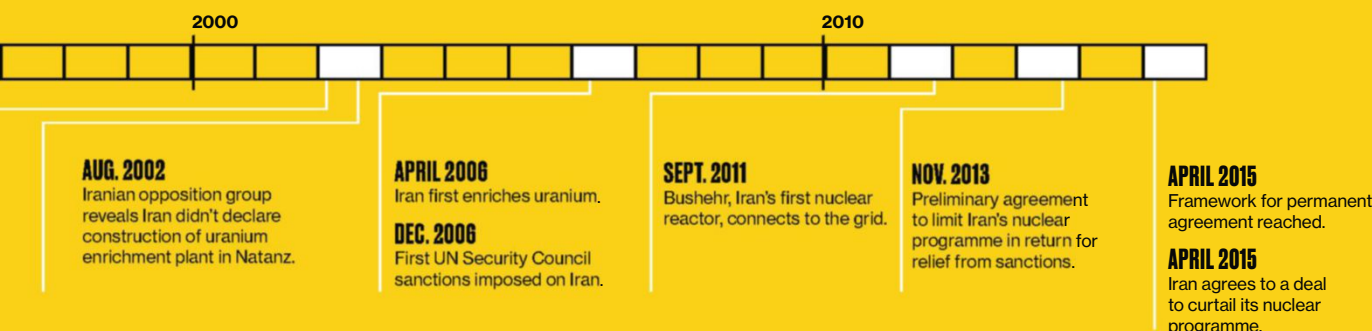 2000
2010
AUG. 2002
Iranian opposition group
reveals Iran didn't declare
construction of uranium
enrichment plant in Natanz.
APRIL 2006
Iran first enriches uranium.
DEC. 2006
First UN Security Council
sanctions imposed on Iran.
SEPT. 2011
Bushehr, Iran's first nuclear
reactor, connects to the grid.
NOV. 2013
Preliminary agreement
to limit Iran's nuclear
programme in return for
relief from sanctions.
APRIL 2015
Framework for permanent
agreement reached.
APRIL 2015
Iran agrees to a deal
to curtail its nuclear
programme.